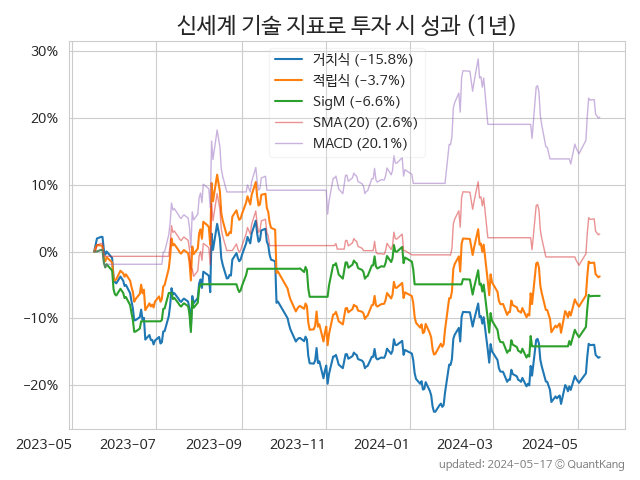 신세계 기술 지표로 투자 시 성과 (1년)
거치식 (-15.8%)
적립식 (-3.7%)
SigM (-6.6%)
SMA(20) (2.6%)
MACD (20.1%)
30%
20%
10%
0%
−10%
−20%
2023-05
2023-07
2023-09
2023-11
2024-01
2024-03
2024-05
updated: 2024-05-17 © QuantKang